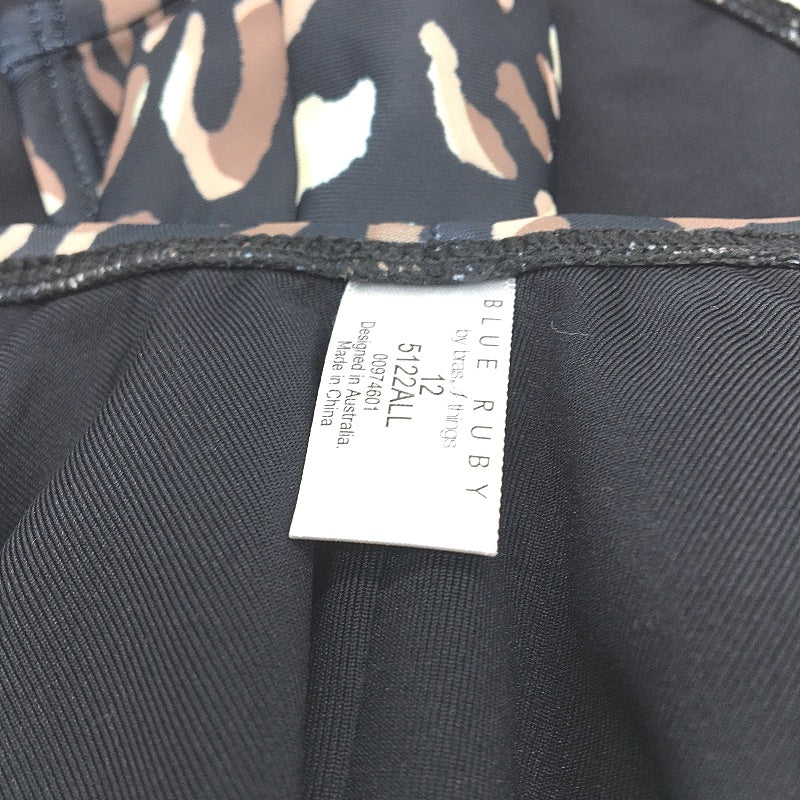 BLUE RUBY
by bras n things
12
5122ALL
00974601
Designed in Australia.
Made in China